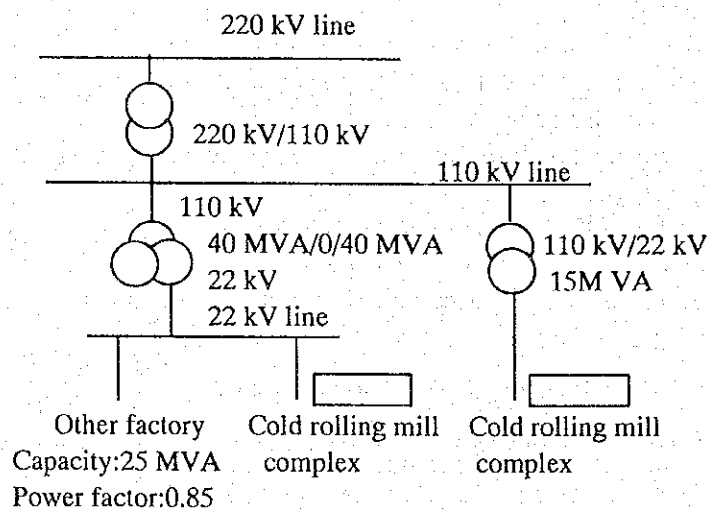 220 kV line
220 kV/110 kV
110 kV line
110 kV
40 MVA/0/40 MVA
22 kV
22 kV line
110 kV/22 kV
15M VA
Other factory
Capacity:25 MVA
Power factor:0.85
Cold rolling mill
complex
Cold rolling mill
complex